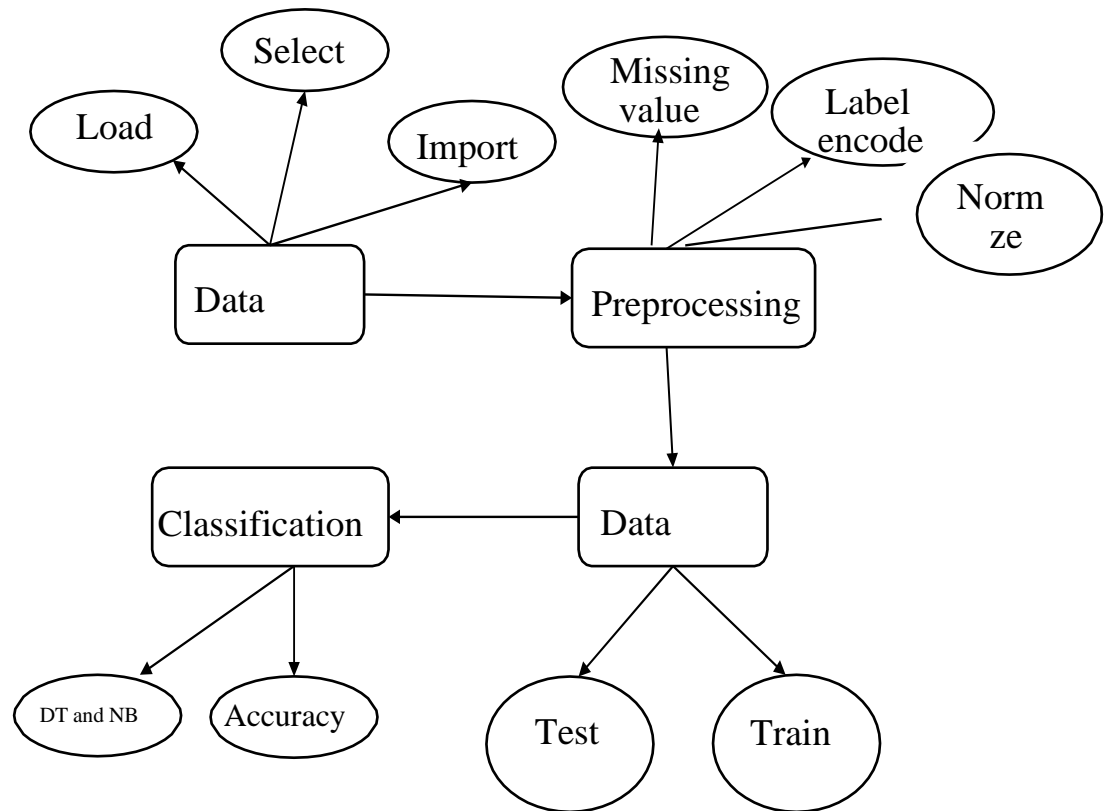 Select
Load
Import
Missing
value
Label
encode
Norm
ze
Data
Preprocessing
Classification
Data
DT and NB
Accuracy
Test
Train